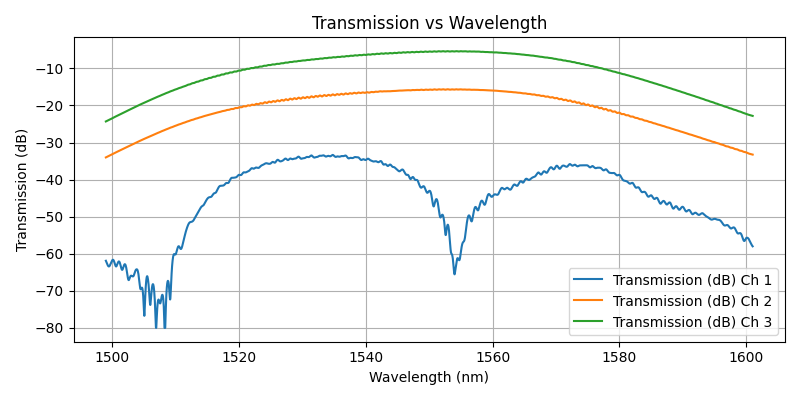 Transmission vs Wavelength
Transmission (dB)
−10
−20
−30
−40
−50
−60
−70
−80
1500
1520
1540
1560
1580
1600
Wavelength (nm)
Transmission (dB) Ch 1
Transmission (dB) Ch 2
Transmission (dB) Ch 3